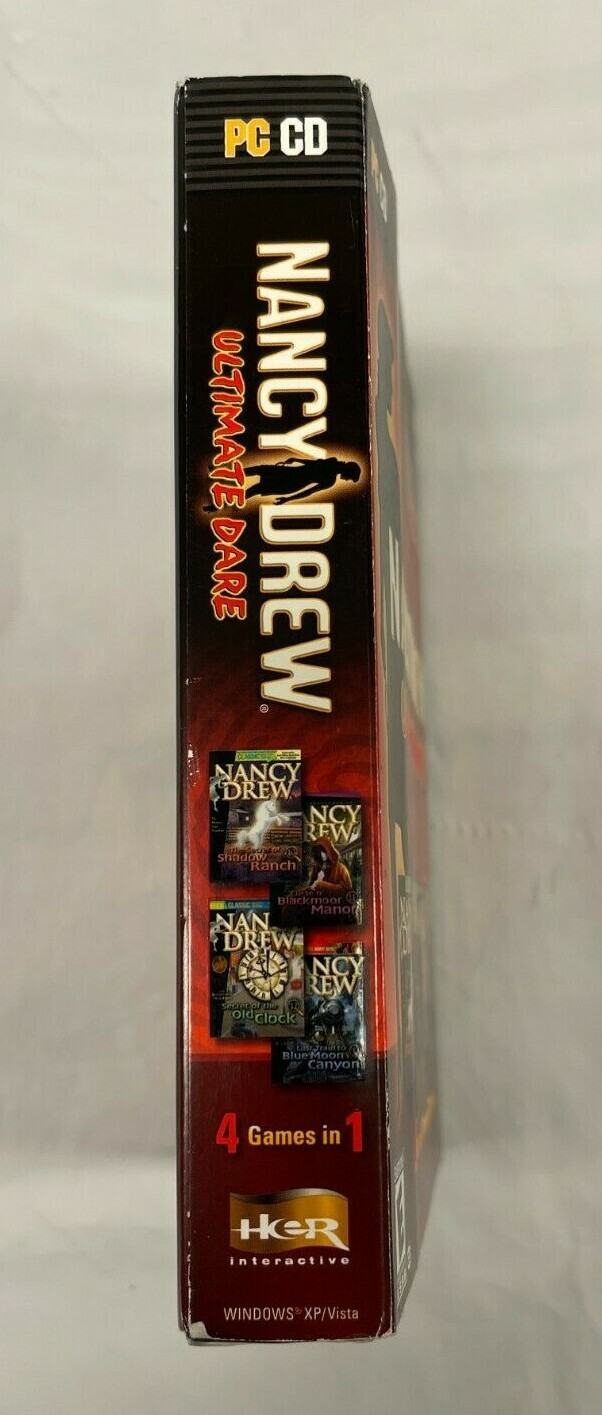 PC CD
NANCY DREW®
ULTIMATE DARE
NANCY
DREW
The Secret of
Shadow
Ranch
NCY
REW
Curse of
Blackmoor
Manor
CLASSIC
NAN
DREW
Secret of the
Old Clock
NCY
REW
Last Train to
Blue Moon
Canyon
4 Games in 1
HeR
interactive
WINDOWS® XP/Vista
E